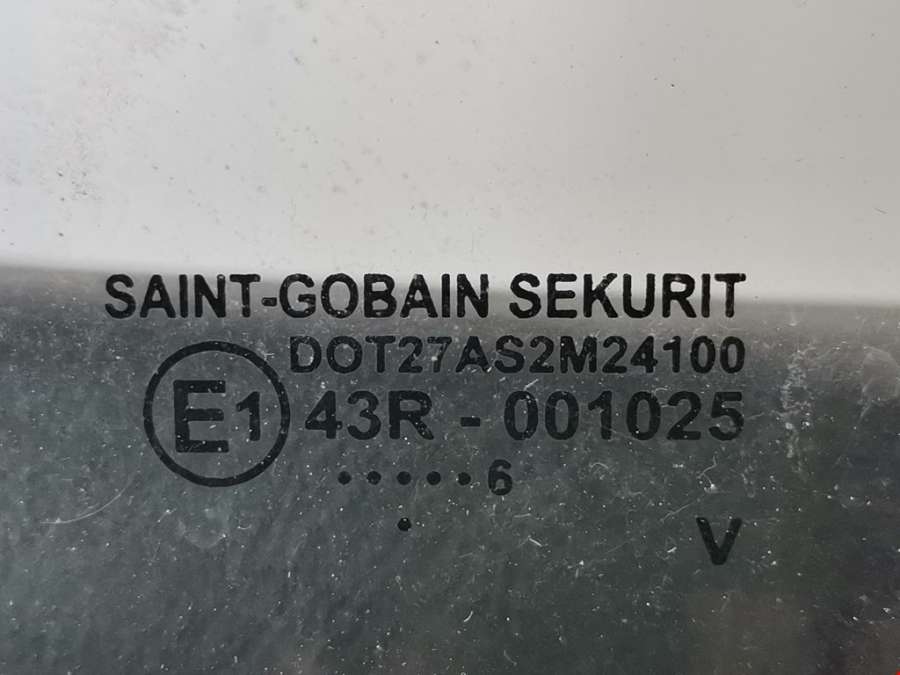 SAINT-GOBAIN SEKURIT
DOT27AS2M24100
E1 43R - 001025
·····6
·
V